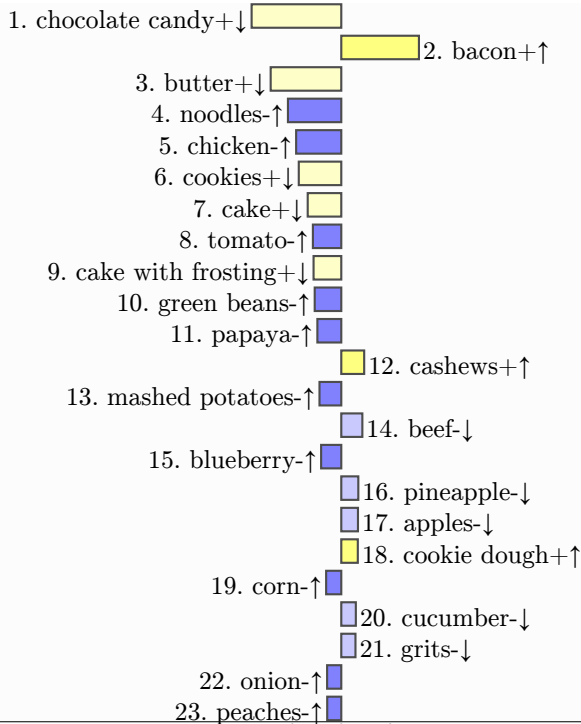 1. chocolate candy+↓
2. bacon+↑
3. butter+↓
4. noodles-↑
5. chicken-↑
6. cookies+↓
7. cake+↓
8. tomato-↑
9. cake with frosting+↓
10. green beans-↑
11. papaya-↑
12. cashews+↑
13. mashed potatoes-↑
14. beef-↓
15. blueberry-↑
16. pineapple-↓
17. apples-↓
18. cookie dough+↑
19. corn-↑
20. cucumber-↓
21. grits-↓
22. onion-↑
23. peaches-↑